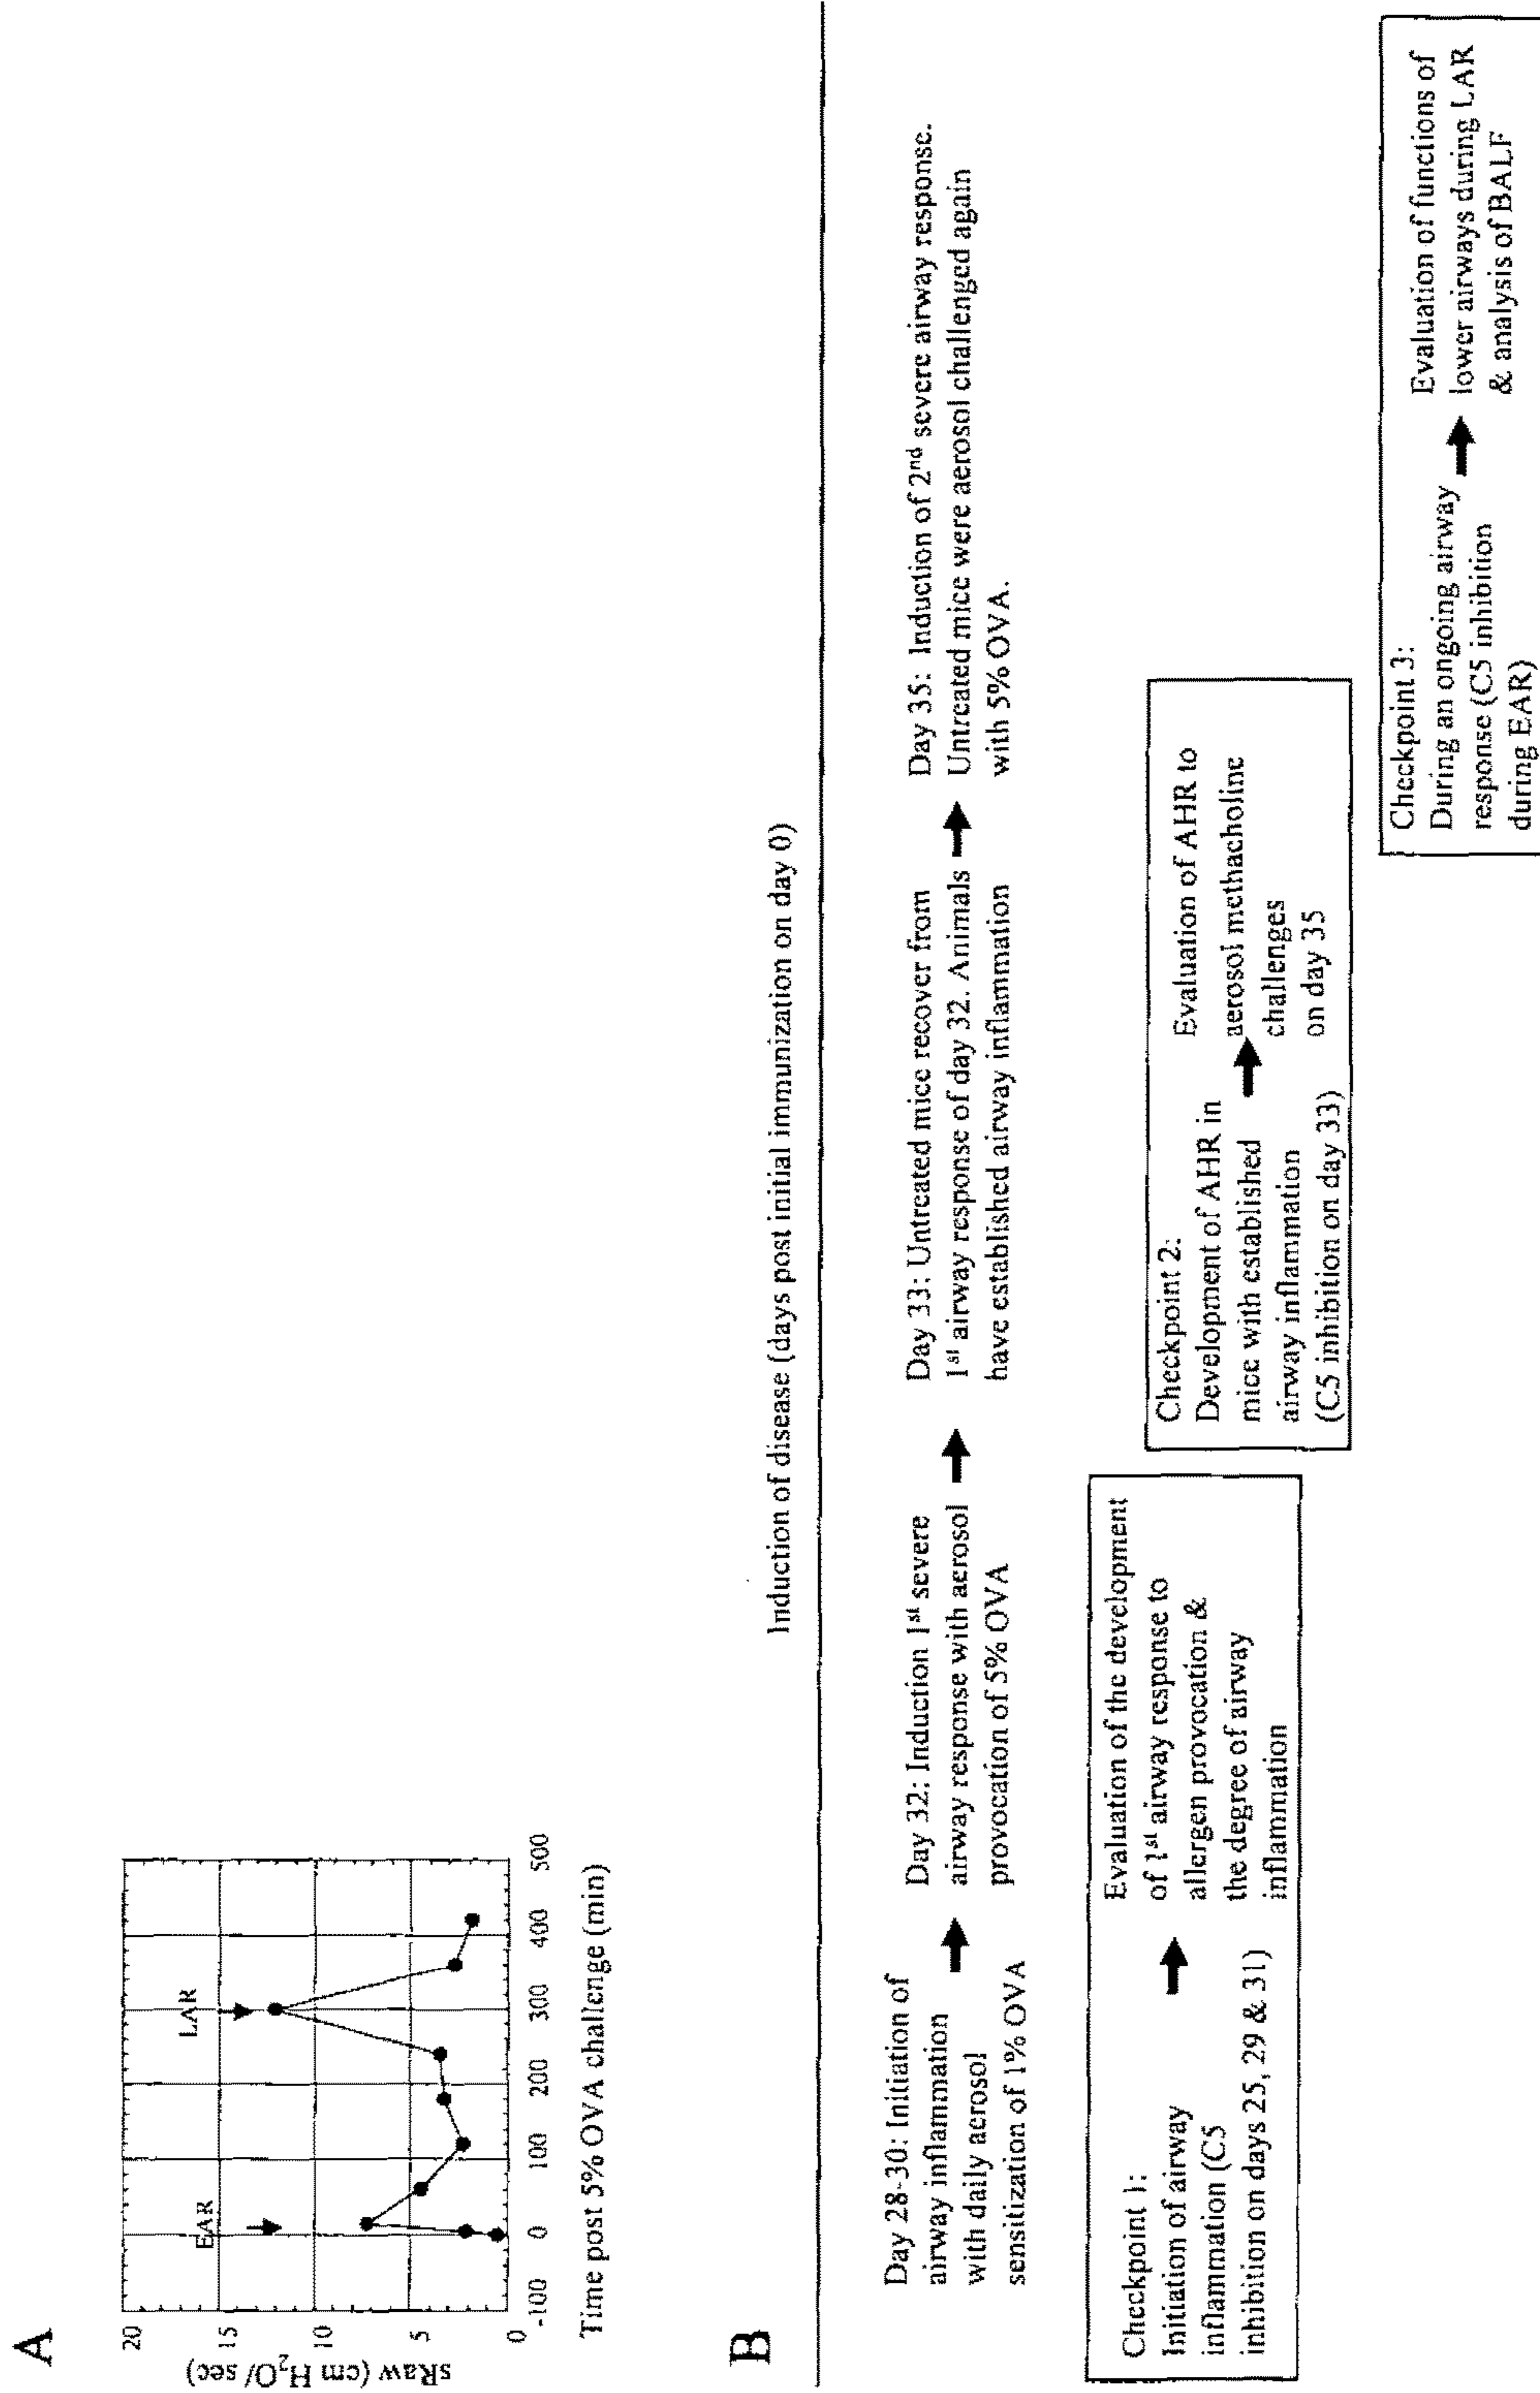 A
sRaw (cm H₂O/ sec)
20
15
10
5
0
EAR
LAR
-100
0
100
200
300
400
500
Time post 5% OVA challenge (min)
B
Induction of disease (days post initial immunization on day 0)
Day 28-30: Initiation of
airway inflammation
with daily aerosol
sensitization of 1% OVA
Day 32: Induction 1st severe
airway response with aerosol
provocation of 5% OVA
Day 33: Untreated mice recover from
1st airway response of day 32. Animals
have established airway inflammation
Day 35: Induction of 2nd severe airway response.
Untreated mice were aerosol challenged again
with 5% OVA.
Checkpoint 1:
Initiation of airway
inflammation (C5
inhibition on days 25, 29 & 31)
Evaluation of the development
of 1st airway response to
allergen provocation &
the degree of airway
inflammation
Checkpoint 2:
Development of AHR in
mice with established
airway inflammation
(C5 inhibition on day 33)
Evaluation of AHR to
aerosol methacholine
challenges
on day 35
Checkpoint 3:
During an ongoing airway
response (C5 inhibition
during EAR)
Evaluation of functions of
lower airways during LAR
& analysis of BALF